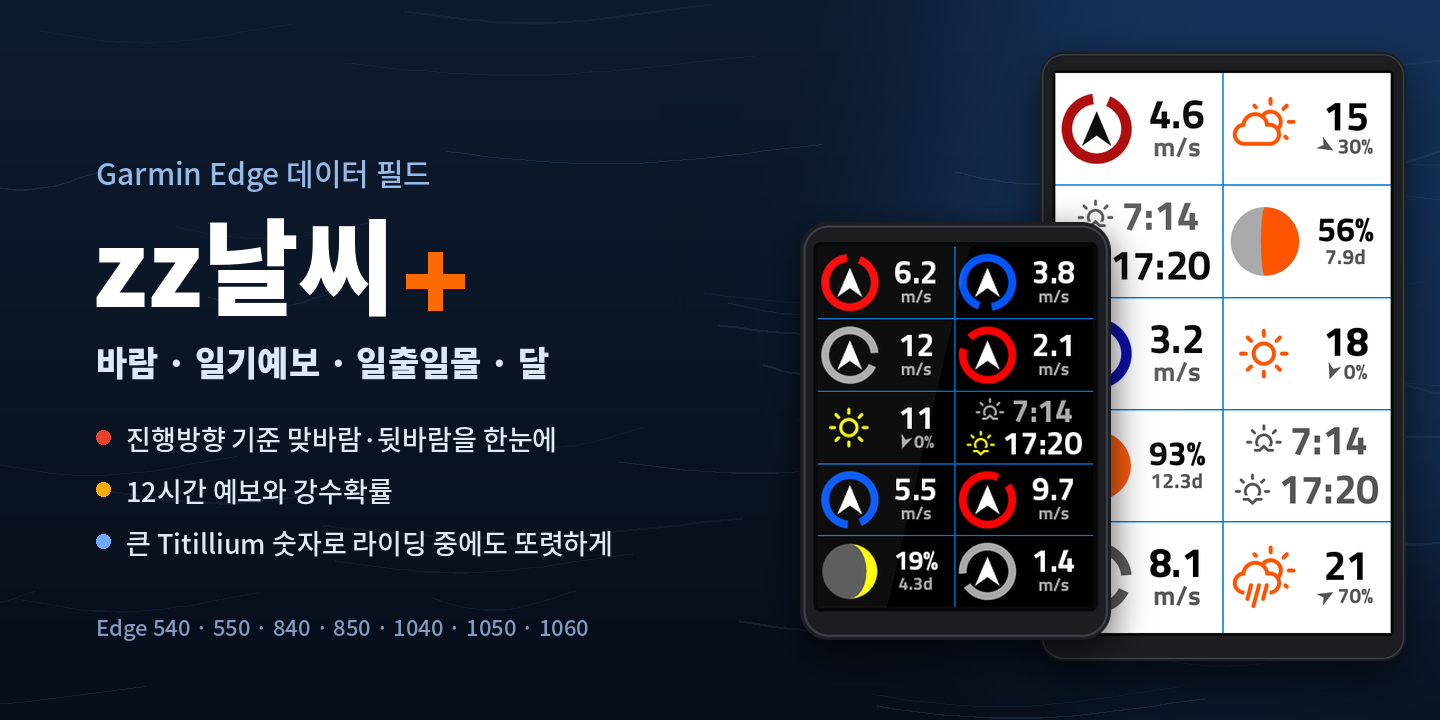 Garmin Edge 데이터 필드
zz날씨+
바람 · 일기예보 · 일출일몰 · 달
진행방향 기준 맞바람·뒷바람을 한눈에
12시간 예보와 강수확률
큰 Titillium 숫자로 라이딩 중에도 또렷하게
Edge 540 · 550 · 840 · 850 · 1040 · 1050 · 1060
6.2 m/s 3.8 m/s
12 m/s 2.1 m/s
11 0% 7:14 17:20
5.5 m/s 9.7 m/s
19% 4.3d 1.4 m/s
4.6 m/s 15 30%
7:14 17:20 56% 7.9d
3.2 m/s 18 0%
93% 12.3d 7:14 17:20
8.1 m/s 21 70%